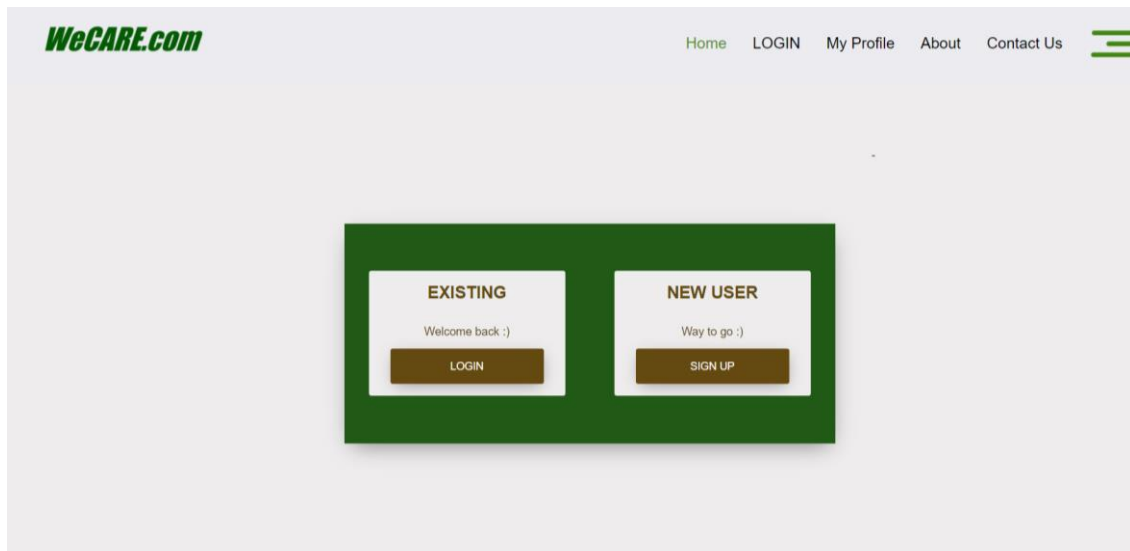 WeCARE.com
Home LOGIN My Profile About Contact Us
EXISTING
Welcome back :)
LOGIN
NEW USER
Way to go :)
SIGN UP